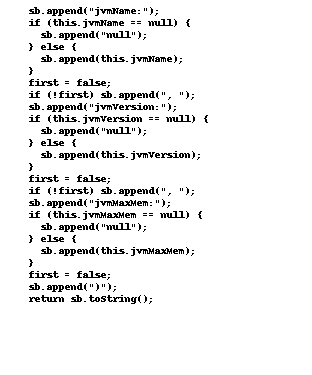 sb.append("jvmName:");
if (this.jvmName == null) {
  sb.append("null");
} else {
  sb.append(this.jvmName);
}
first = false;
if (!first) sb.append(", ");
sb.append("jvmVersion:");
if (this.jvmVersion == null) {
  sb.append("null");
} else {
  sb.append(this.jvmVersion);
}
first = false;
if (!first) sb.append(", ");
sb.append("jvmMaxMem:");
if (this.jvmMaxMem == null) {
  sb.append("null");
} else {
  sb.append(this.jvmMaxMem);
}
first = false;
sb.append(")");
return sb.toString();